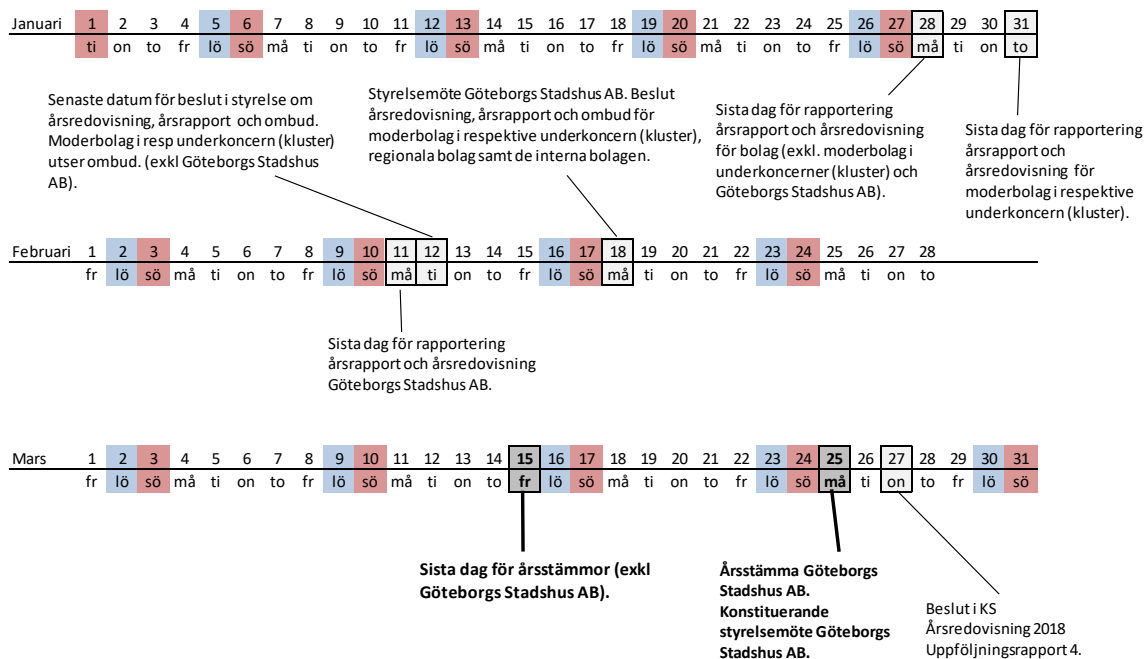 Januari 1 2 3 4 5 6 7 8 9 10 11 12 13 14 15 16 17 18 19 20 21 22 23 24 25 26 27 28 29 30 31
ti on to fr lö sö må ti on to fr lö sö må ti on to fr lö sö må ti on to fr lö sö må ti on to
Senaste datum för beslut i styrelse om
årsredovisning, årsrapport och ombud.
Moderbolag i resp underkoncern (kluster)
utser ombud. (exkl Göteborgs Stadshus
AB).
Styrelsemöte Göteborgs Stadshus AB. Beslut
årsredovisning, årsrapport och ombud för
moderbolag i respektive underkoncern (kluster),
regionala bolag samt de interna bolagen.
Sista dag för rapportering
årsrapport och årsredovisning
för bolag (exkl. moderbolag i
underkoncerner (kluster) och
Göteborgs Stadshus AB).
Sista dag för rapportering
årsrapport och
årsredovisning för
moderbolag i respektive
underkoncern (kluster).
Februari 1 2 3 4 5 6 7 8 9 10 11 12 13 14 15 16 17 18 19 20 21 22 23 24 25 26 27 28
fr lö sö må ti on to fr lö sö må ti on to fr lö sö må ti on to fr lö sö må ti on to
Sista dag för rapportering
årsrapport och årsredovisning
Göteborgs Stadshus AB.
Mars 1 2 3 4 5 6 7 8 9 10 11 12 13 14 15 16 17 18 19 20 21 22 23 24 25 26 27 28 29 30 31
fr lö sö må ti on to fr lö sö må ti on to fr lö sö må ti on to fr lö sö må ti on to fr lö sö
Sista dag för årsstämmor (exkl
Göteborgs Stadshus AB).
Årsstämma Göteborgs
Stadshus AB.
Konstituerande
styrelsemöte Göteborgs
Stadshus AB.
Beslut i KS
Årsredovisning 2018
Uppföljningsrapport 4.